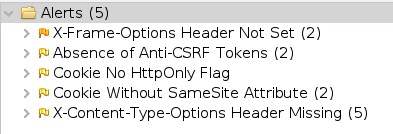 Alerts (5)
X-Frame-Options Header Not Set (2)
Absence of Anti-CSRF Tokens (2)
Cookie No HttpOnly Flag
Cookie Without SameSite Attribute (2)
X-Content-Type-Options Header Missing (5)